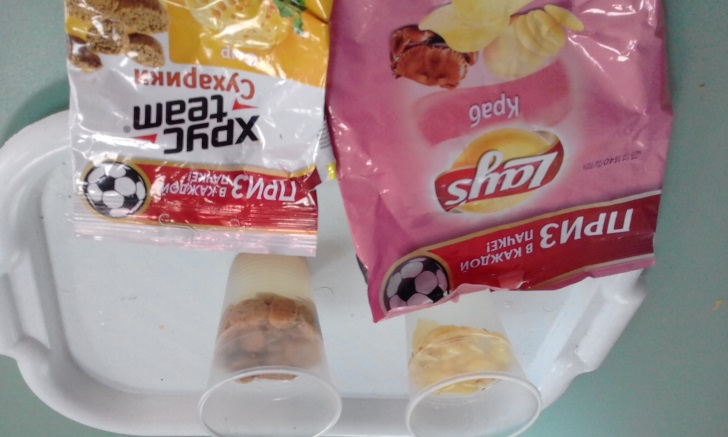 ПРИЗ
В КАЖДОЙ
ПАЧКЕ!
хрус
team
Сухарики
ПРИЗ
В КАЖДОЙ
ПАЧКЕ!
Lay's
Краб